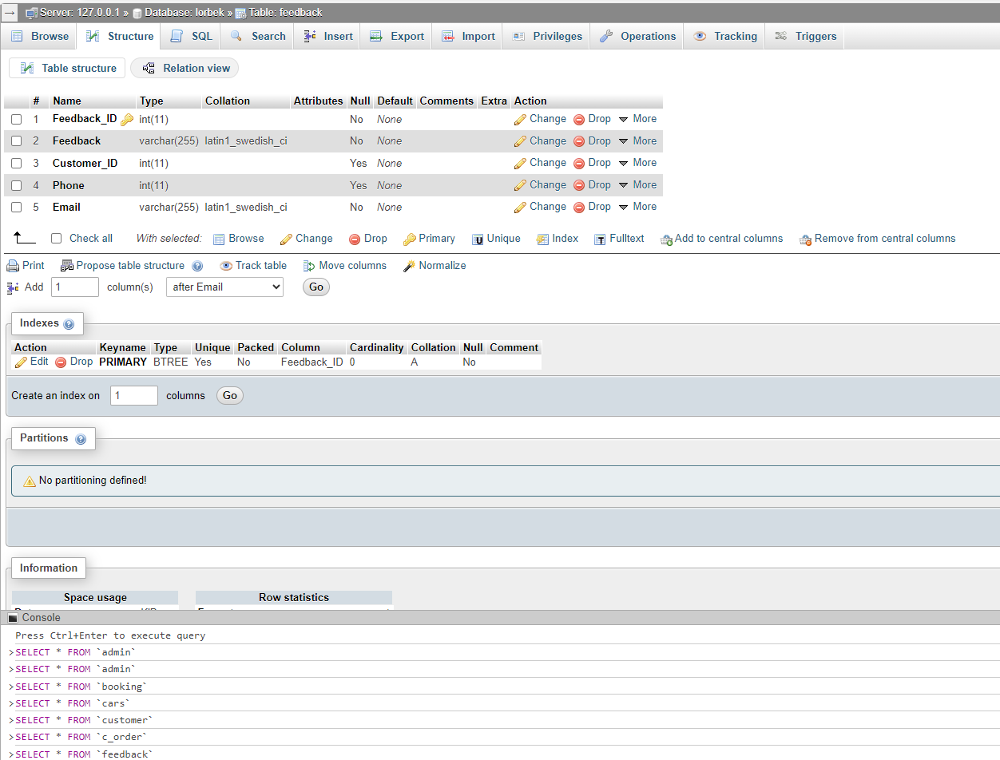 Server: 127.0.0.1 » Database: lorbek » Table: feedback
Browse Structure SQL Search Insert Export Import Privileges Operations Tracking Triggers
Table structure Relation view
# Name Type Collation Attributes Null Default Comments Extra Action
1 Feedback_ID int(11) No None Change Drop More
2 Feedback varchar(255) latin1_swedish_ci No None Change Drop More
3 Customer_ID int(11) Yes None Change Drop More
4 Phone int(11) Yes None Change Drop More
5 Email varchar(255) latin1_swedish_ci No None Change Drop More
Check all With selected: Browse Change Drop Primary Unique Index Fulltext Add to central columns Remove from central columns
Print Propose table structure Track table Move columns Normalize
Add 1 column(s) after Email Go
Indexes
Action Keyname Type Unique Packed Column Cardinality Collation Null Comment
Edit Drop PRIMARY BTREE Yes No Feedback_ID 0 A No
Create an index on 1 columns Go
Partitions
No partitioning defined!
Information
Space usage Row statistics
Console
Press Ctrl+Enter to execute query
>SELECT * FROM `admin`
>SELECT * FROM `admin`
>SELECT * FROM `booking`
>SELECT * FROM `cars`
>SELECT * FROM `customer`
>SELECT * FROM `c_order`
>SELECT * FROM `feedback`